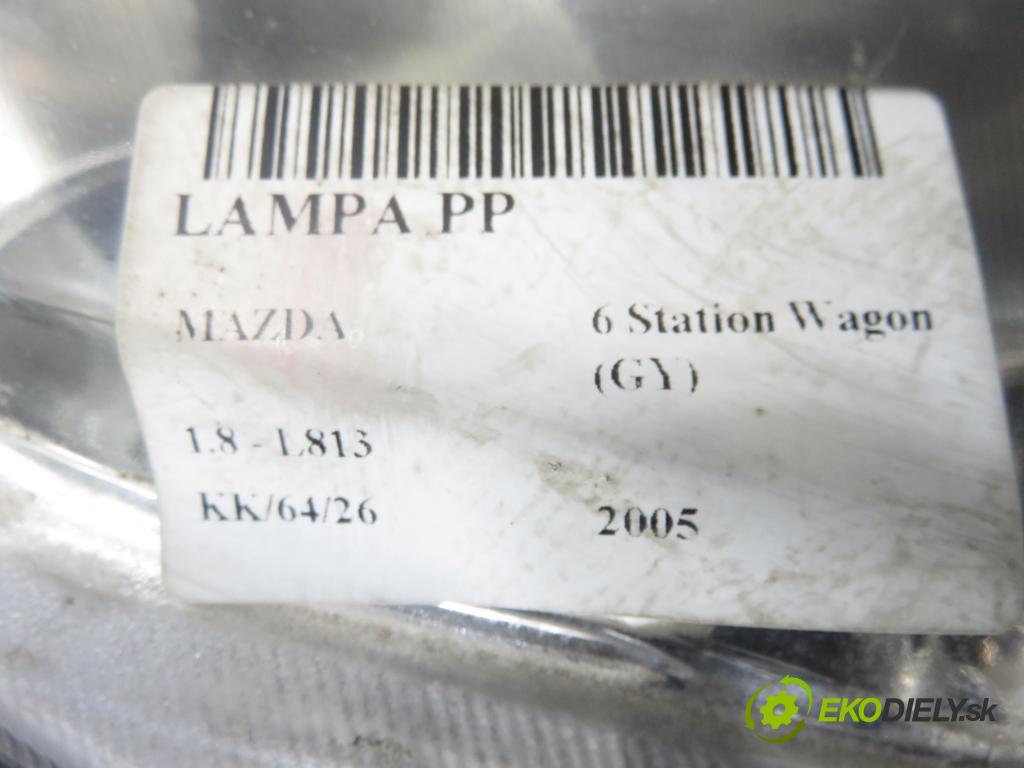 LAMPA PP
MAZDA
6 Station Wagon
(GY)
1.8 - L813
KK/64/26
2005
EKODIELY.sk